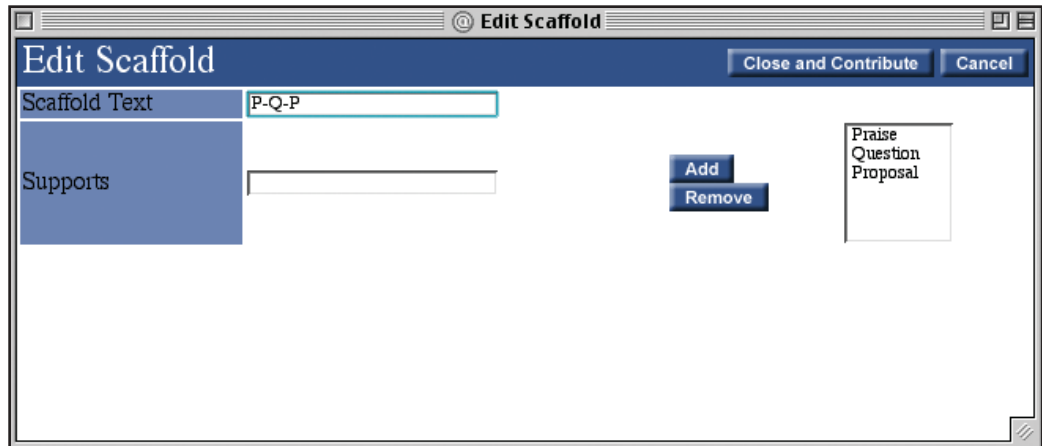 Edit Scaffold
Edit Scaffold
Close and Contribute
Cancel
Scaffold Text
P-Q-P
Supports
Add
Remove
Praise
Question
Proposal